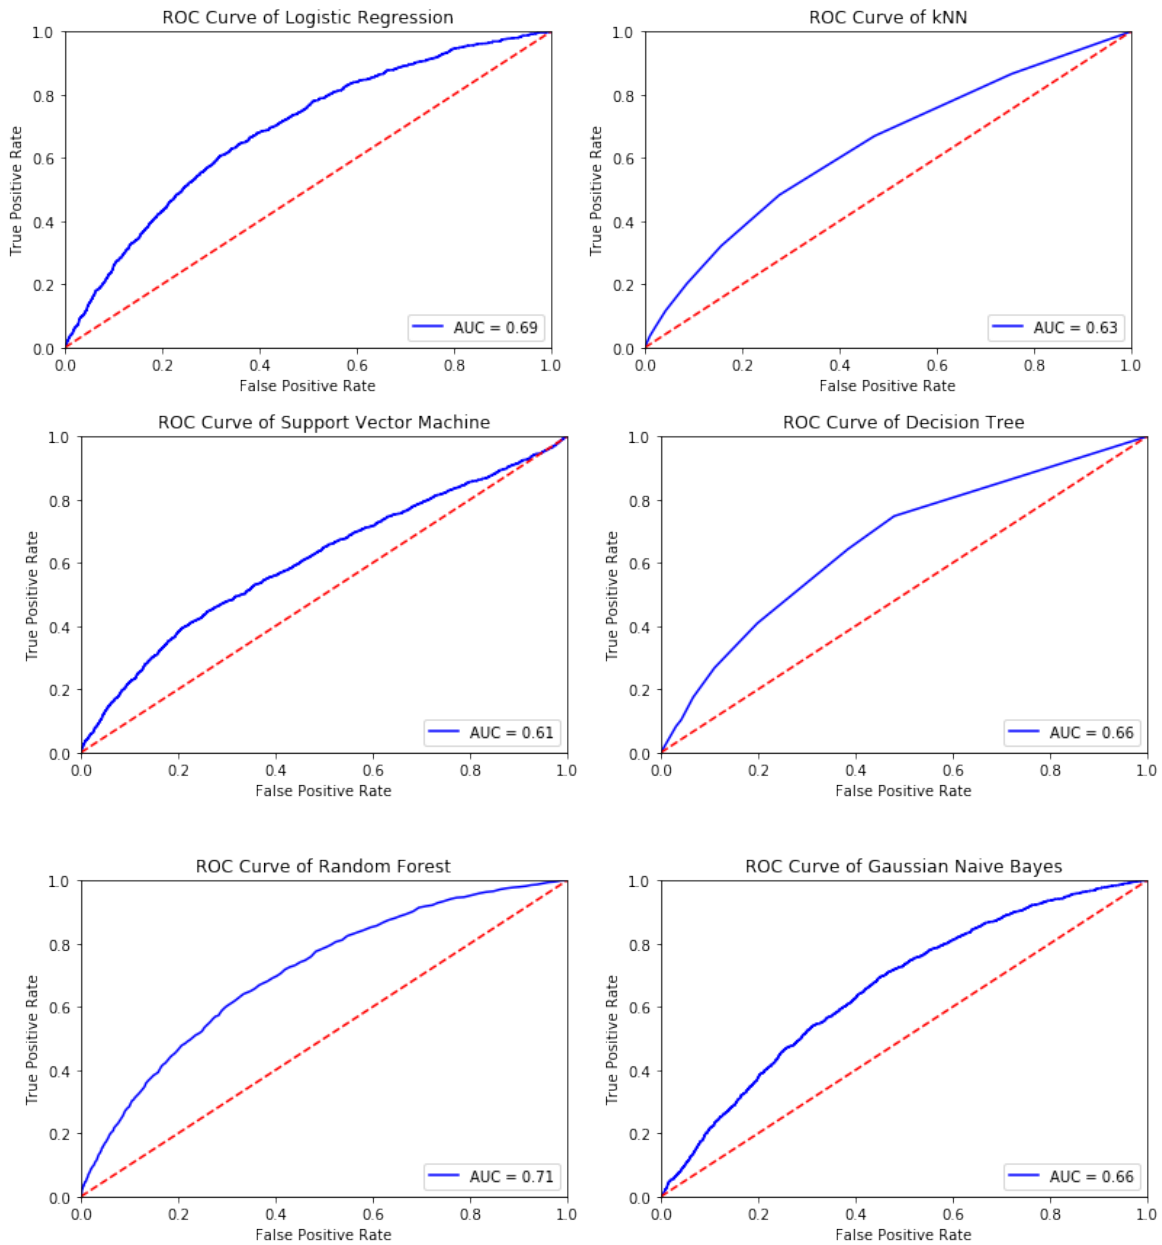 ROC Curve of Logistic Regression
1.0
0.8
0.6
0.4
0.2
0.0
True Positive Rate
AUC = 0.69
0.0 0.2 0.4 0.6 0.8 1.0
False Positive Rate
ROC Curve of kNN
1.0
0.8
0.6
0.4
0.2
0.0
True Positive Rate
AUC = 0.63
0.0 0.2 0.4 0.6 0.8 1.0
False Positive Rate
ROC Curve of Support Vector Machine
1.0
0.8
0.6
0.4
0.2
0.0
True Positive Rate
AUC = 0.61
0.0 0.2 0.4 0.6 0.8 1.0
False Positive Rate
ROC Curve of Decision Tree
1.0
0.8
0.6
0.4
0.2
0.0
True Positive Rate
AUC = 0.66
0.0 0.2 0.4 0.6 0.8 1.0
False Positive Rate
ROC Curve of Random Forest
1.0
0.8
0.6
0.4
0.2
0.0
True Positive Rate
AUC = 0.71
0.0 0.2 0.4 0.6 0.8 1.0
False Positive Rate
ROC Curve of Gaussian Naive Bayes
1.0
0.8
0.6
0.4
0.2
0.0
True Positive Rate
AUC = 0.66
0.0 0.2 0.4 0.6 0.8 1.0
False Positive Rate